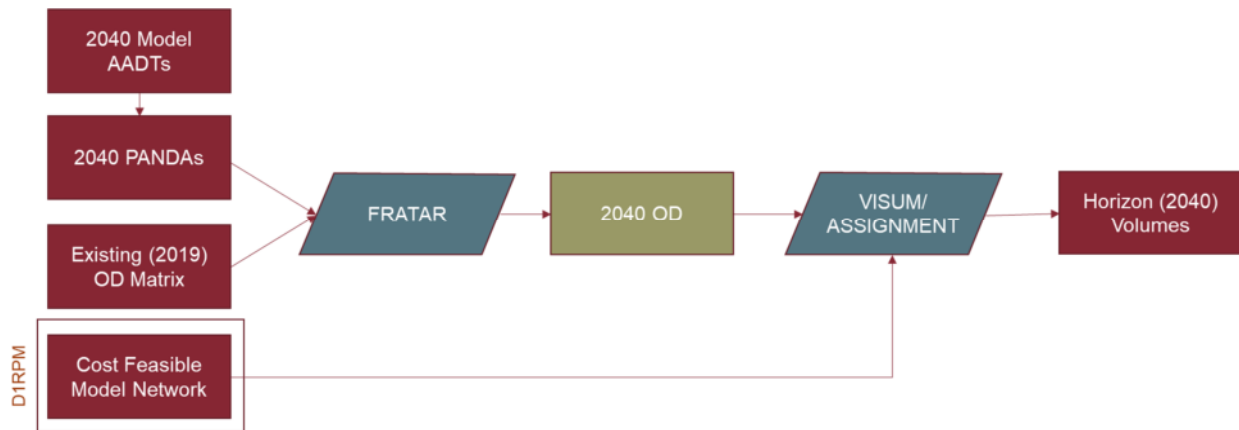 2040 Model
AADTs
2040 PANDAs
Existing (2019)
OD Matrix
D1RPM
Cost Feasible
Model Network
FRATAR
2040 OD
VISUM/
ASSIGNMENT
Horizon (2040)
Volumes